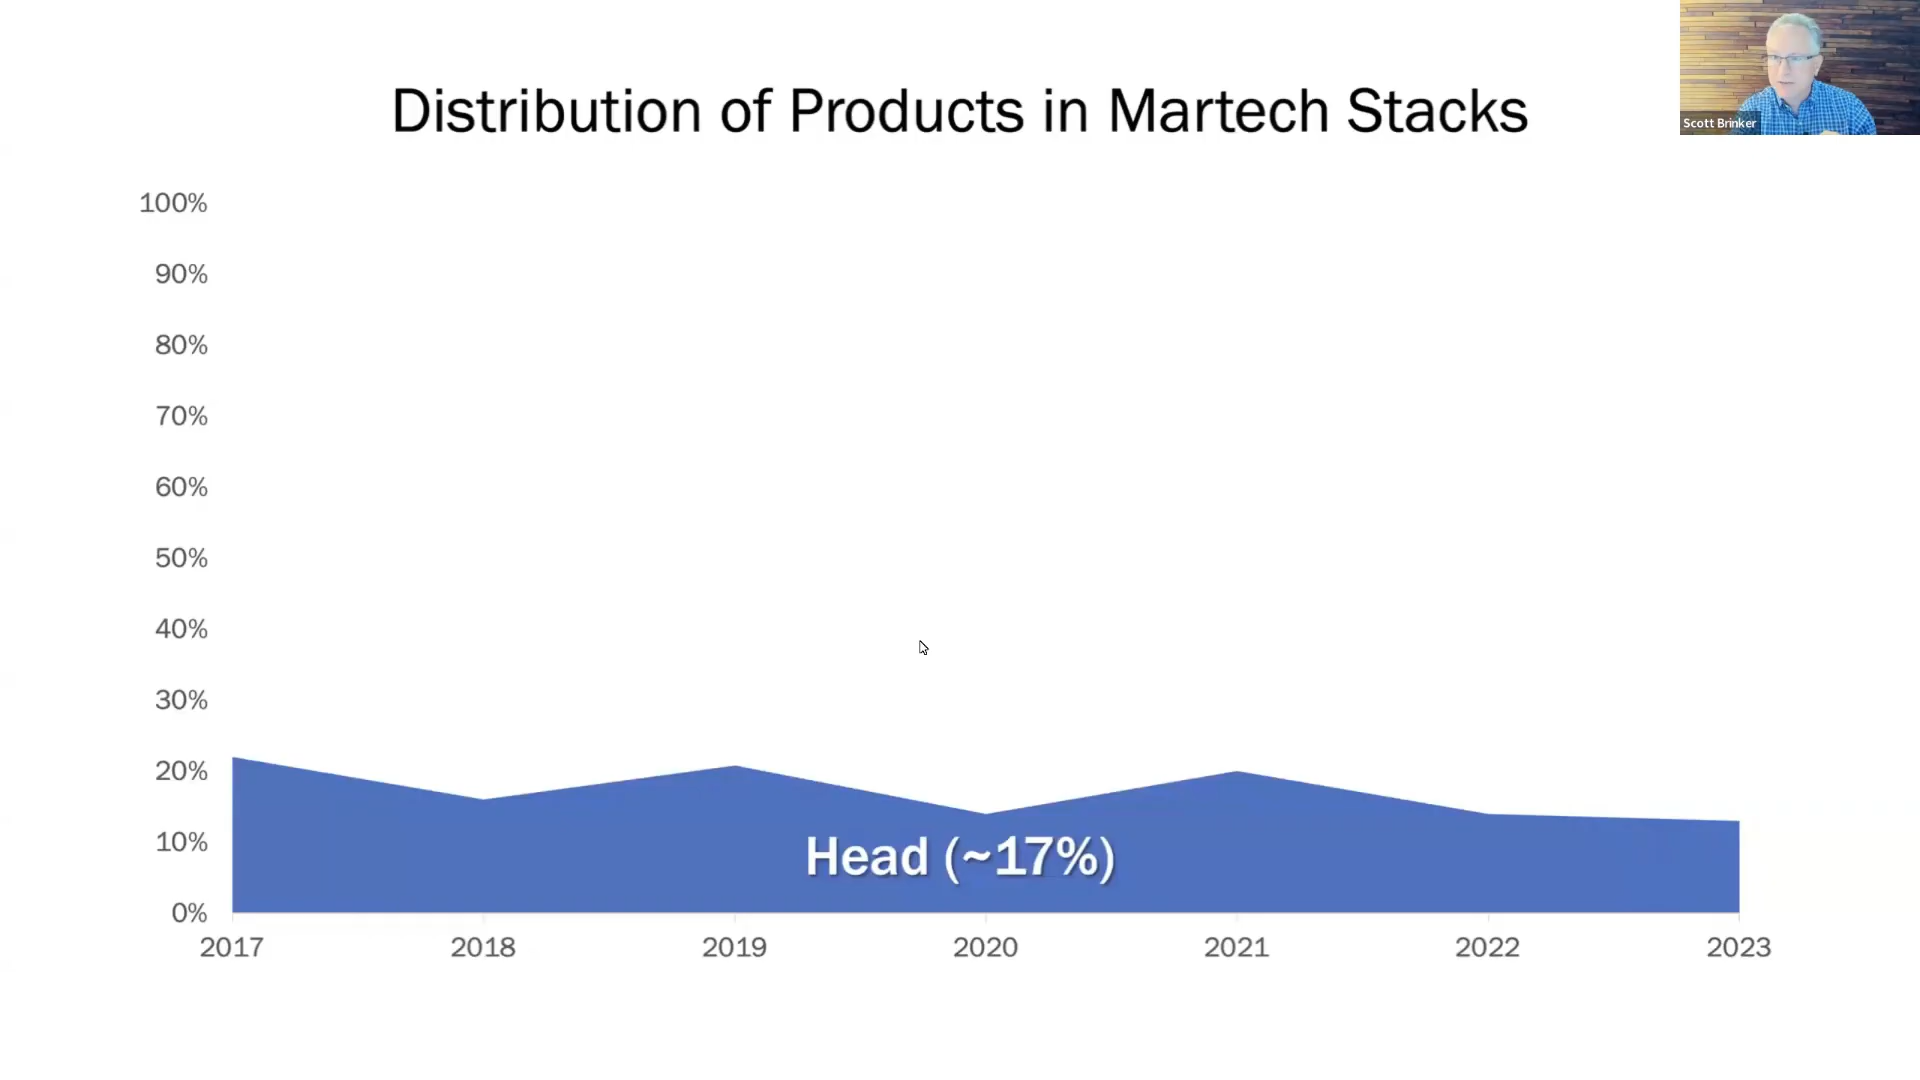 Distribution of Products in Martech Stacks
Scott Brinker
100%
90%
80%
70%
60%
50%
40%
30%
20%
10%
0%
Head (~17%)
2017 2018 2019 2020 2021 2022 2023